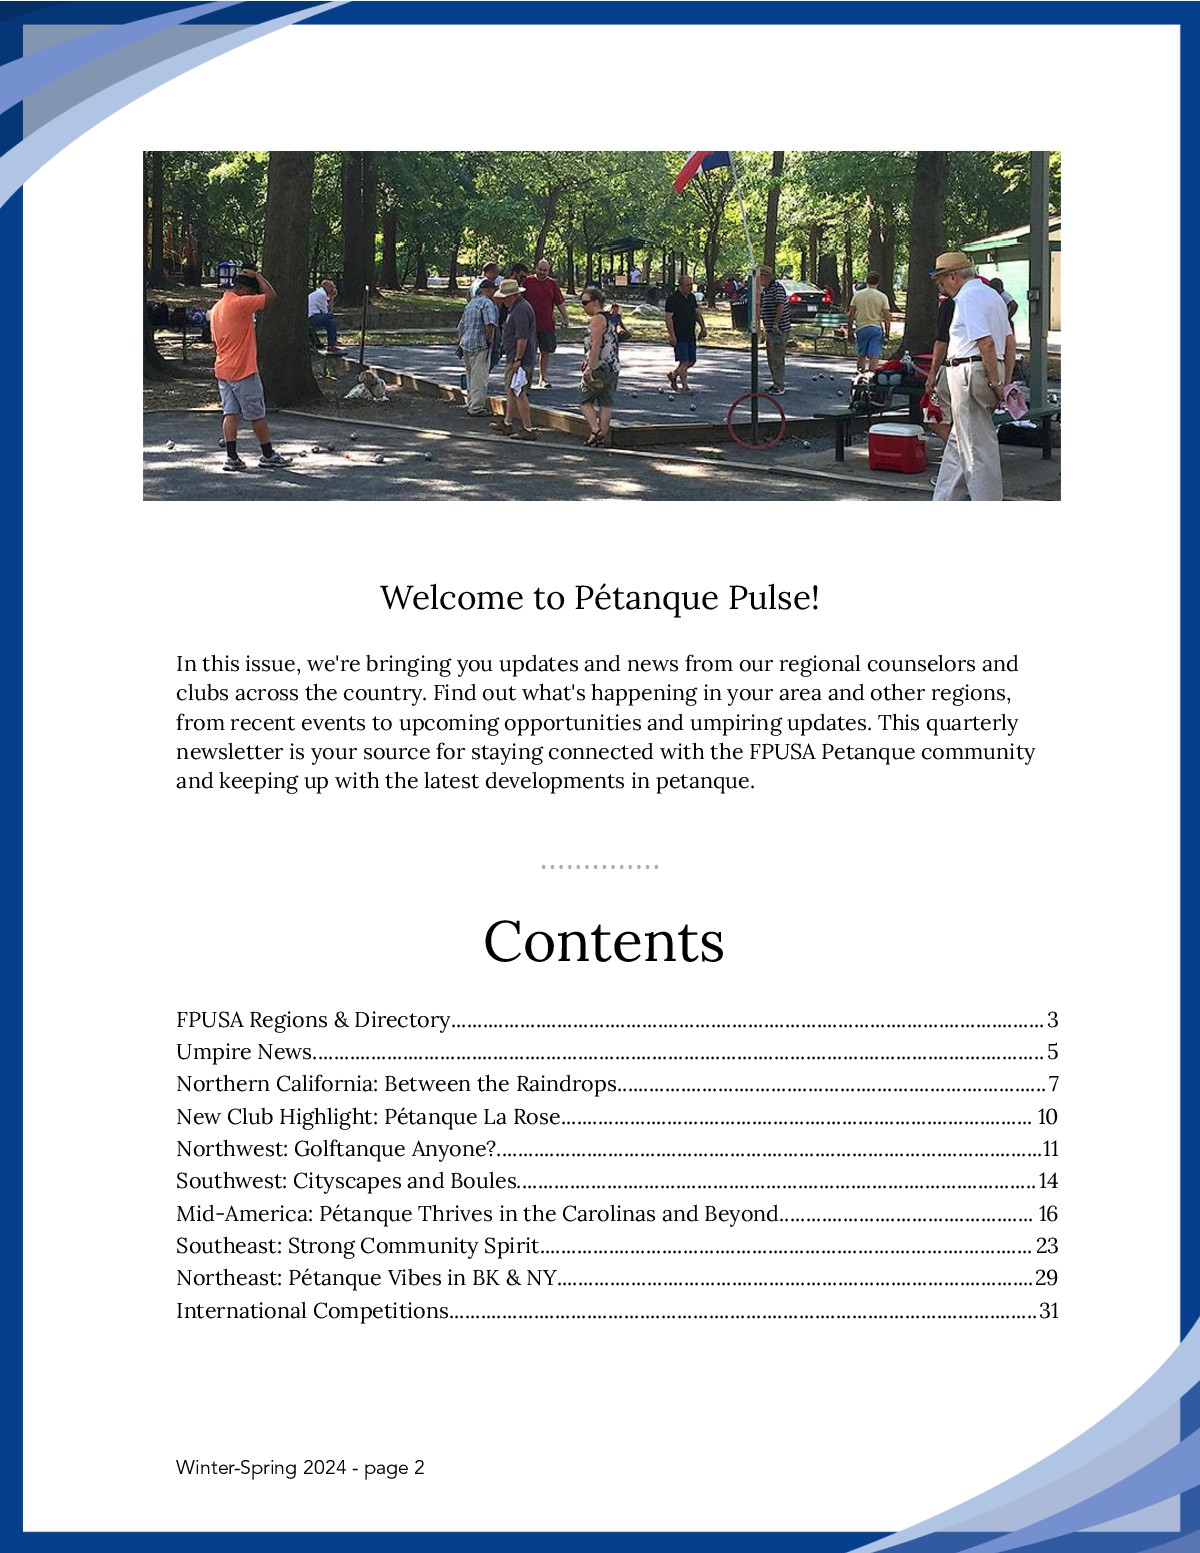 Welcome to Pétanque Pulse!
In this issue, we're bringing you updates and news from our regional counselors and
clubs across the country. Find out what's happening in your area and other regions,
from recent events to upcoming opportunities and umpiring updates. This quarterly
newsletter is your source for staying connected with the FPUSA Petanque community
and keeping up with the latest developments in petanque.
Contents
FPUSA Regions & Directory........................................................................................................ 3
Umpire News........................................................................................................................ 5
Northern California: Between the Raindrops.......................................................................... 7
New Club Highlight: Pétanque La Rose.................................................................................. 10
Northwest: Golftanque Anyone?............................................................................................11
Southwest: Cityscapes and Boules........................................................................................ 14
Mid-America: Pétanque Thrives in the Carolinas and Beyond............................................... 16
Southeast: Strong Community Spirit..................................................................................... 23
Northeast: Pétanque Vibes in BK & NY..................................................................................29
International Competitions.................................................................................................. 31
Winter-Spring 2024 - page 2